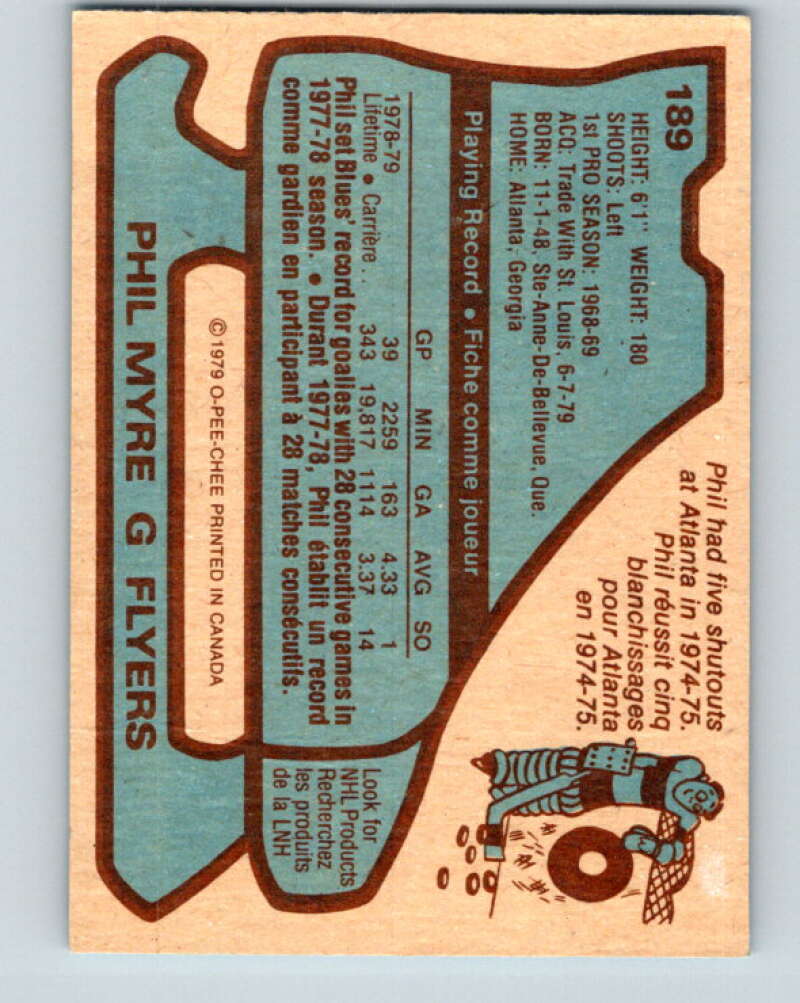 189
HEIGHT: 6'1" WEIGHT: 180
SHOOTS: Left
1st PRO SEASON: 1968-69
ACQ: Trade With St. Louis, 6-7-79
BORN: 11-1-48, Ste-Anne-De-Bellevue, Que.
HOME: Atlanta, Georgia
Phil had five shutouts
at Atlanta in 1974-75.
Phil réussit cinq
blanchissages
pour Atlanta
en 1974-75.
Playing Record • Fiche comme joueur
GP MIN GA AVG SO
1978-79 39 2259 163 4.33 1
Lifetime • Carrière . . 343 19,817 1114 3.37 14
Phil set Blues' record for goalies with 28 consecutive games in
1977-78 season. • Durant 1977-78, Phil établit un record
comme gardien en participant à 28 matches consécutifs.
Look for
NHL Products
Recherchez
les produits
de la LNH
©1979 O-PEE-CHEE PRINTED IN CANADA
PHIL MYRE G FLYERS